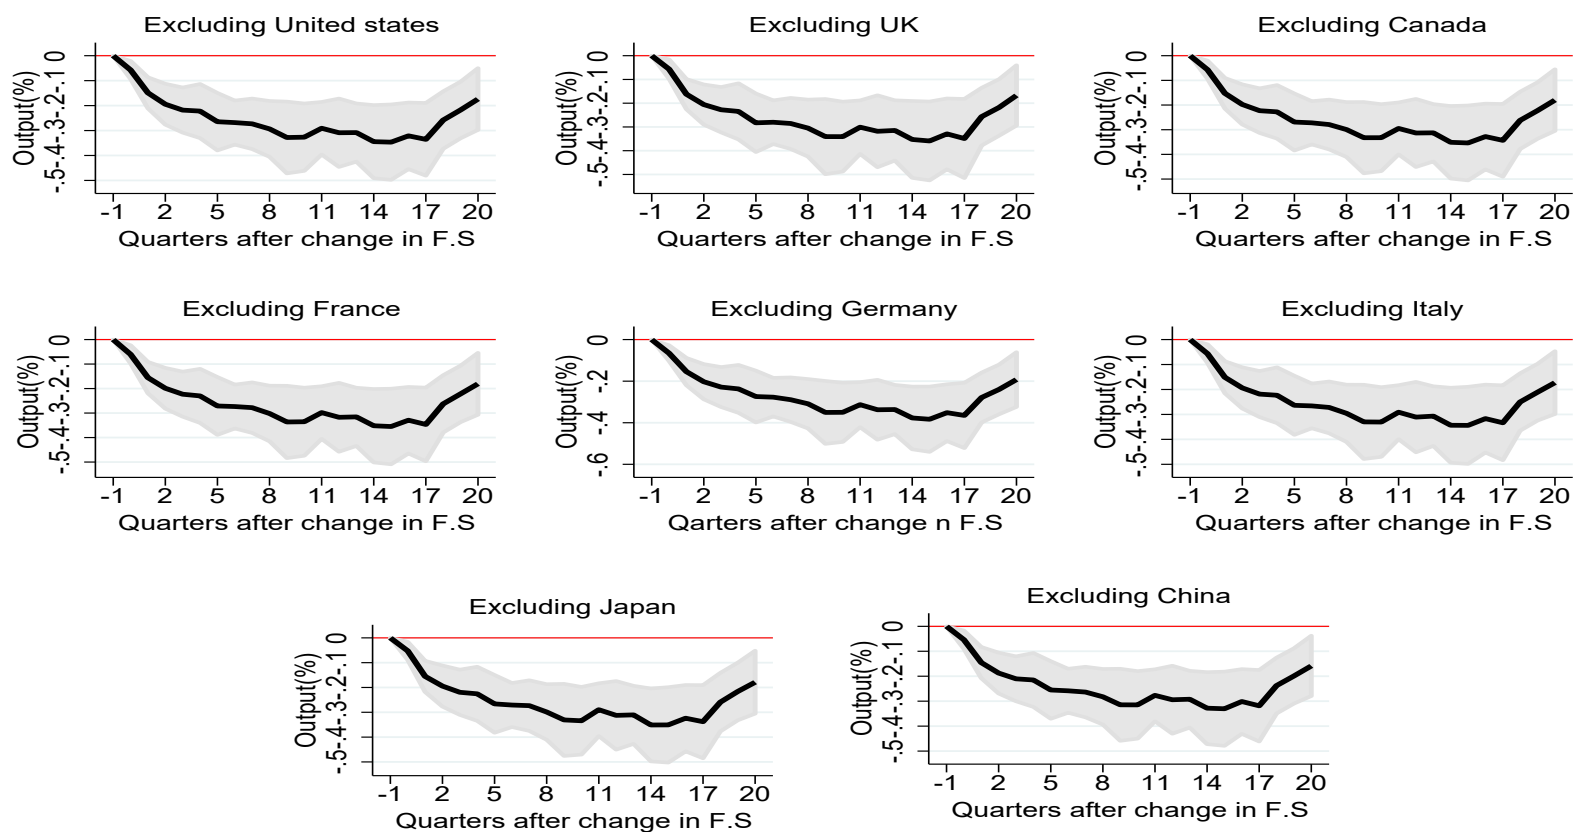 Excluding United states
Excluding UK
Excluding Canada
Output(%)
-.5-.4-.3-.2-.1 0
-1 2 5 8 11 14 17 20
Quarters after change in F.S
Output(%)
-.5-.4-.3-.2-.1 0
-1 2 5 8 11 14 17 20
Quarters after change in F.S
Output(%)
-.5-.4-.3-.2-.1 0
-1 2 5 8 11 14 17 20
Quarters after change in F.S
Excluding France
Excluding Germany
Excluding Italy
Output(%)
-.5-.4-.3-.2-.1 0
-1 2 5 8 11 14 17 20
Quarters after change in F.S
Output(%)
-.6 -.4 -.2 0
-1 2 5 8 11 14 17 20
Qarters after change n F.S
Output(%)
-.5-.4-.3-.2-.1 0
-1 2 5 8 11 14 17 20
Quarters after change in F.S
Excluding Japan
Excluding China
Output(%)
-.5-.4-.3-.2-.1 0
-1 2 5 8 11 14 17 20
Quarters after change in F.S
Output(%)
-.5-.4-.3-.2-.1 0
-1 2 5 8 11 14 17 20
Quarters after change in F.S